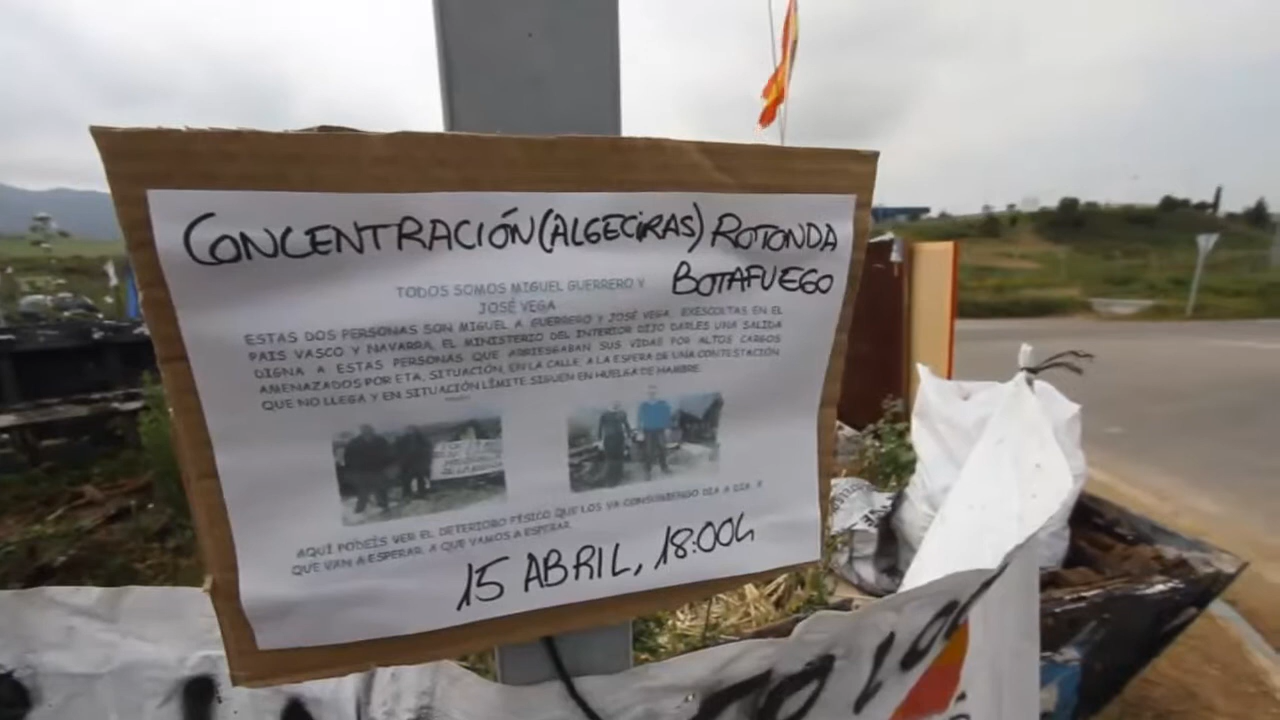 CONCENTRACIÓN (ALGECIRAS) ROTONDA
BOTAFUEGO
TODOS SOMOS MIGUEL GUERRERO Y
JOSÉ VEGA
ESTAS DOS PERSONAS SON MIGUEL A. GUERRERO Y JOSÉ VEGA, EXESCOLTAS EN EL
PAIS VASCO Y NAVARRA, EL MINISTERIO DEL INTERIOR DIJO DARLES UNA SALIDA
DIGNA A ESTAS PERSONAS QUE ARRIESGABAN SUS VIDAS POR ALTOS CARGOS
AMENAZADOS POR ETA, SITUACIÓN, EN LA CALLE, A LA ESPERA DE UNA CONTESTACIÓN
QUE NO LLEGA Y EN SITUACIÓN LÍMITE SIGUEN EN HUELGA DE HAMBRE
AQUÍ PODEÍS VER EL DETERIORO FÍSICO QUE LOS VA CONSUMIENDO DIA A DIA. A
QUE VAN A ESPERAR, A QUE VAMOS A ESPERAR.
15 ABRIL, 18:00h